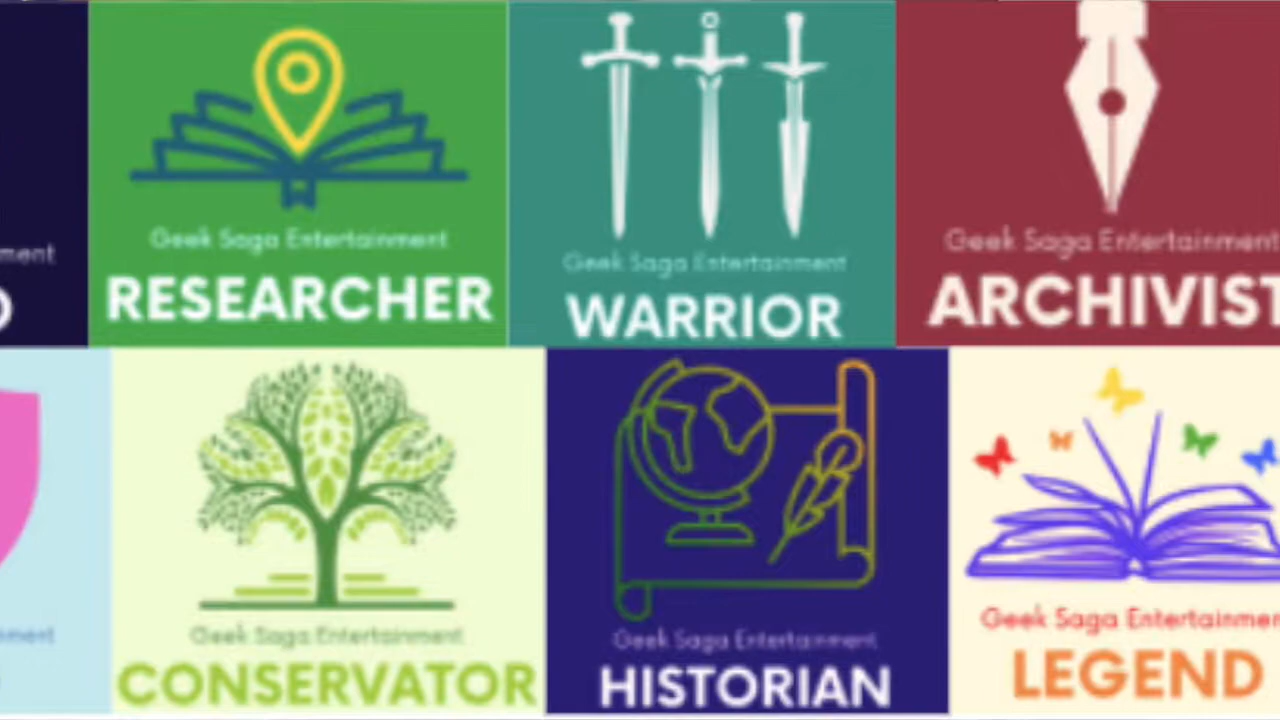 Geek Saga Entertainment
RESEARCHER
Geek Saga Entertainment
WARRIOR
Geek Saga Entertainment
ARCHIVIST
Geek Saga Entertainment
CONSERVATOR
Geek Saga Entertainment
HISTORIAN
Geek Saga Entertainmen
LEGEND